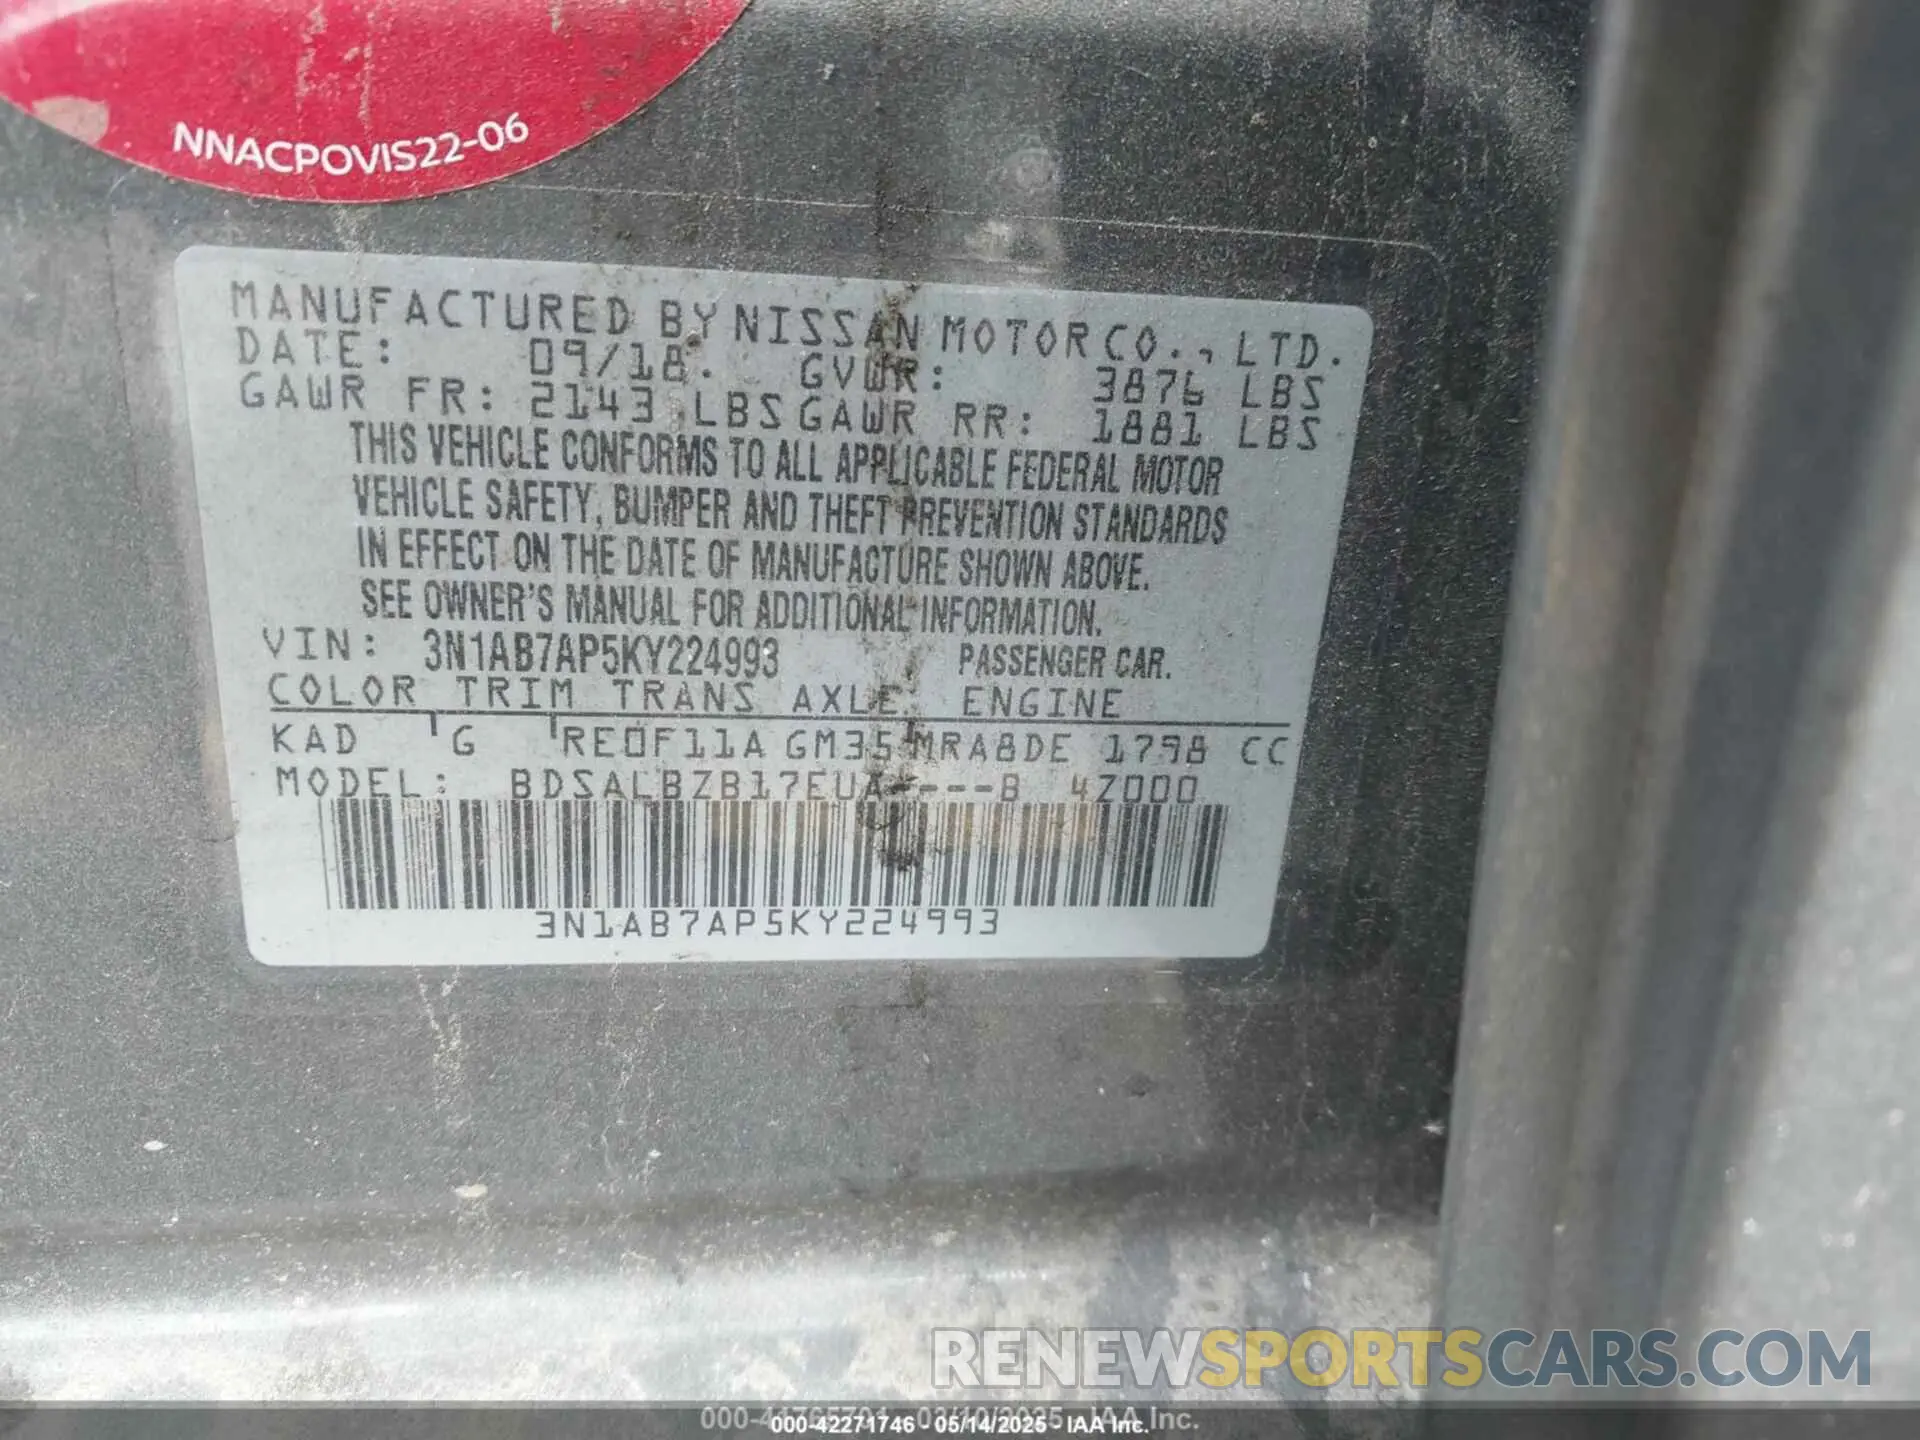 NNACPOVIS22-06
MANUFACTURED BY NISSAN MOTOR CO., LTD.
DATE: 09/18. GVWR: 3876 LBS
GAWR FR: 2143 LBS GAWR RR: 1881 LBS
THIS VEHICLE CONFORMS TO ALL APPLICABLE FEDERAL MOTOR
VEHICLE SAFETY, BUMPER AND THEFT PREVENTION STANDARDS
IN EFFECT ON THE DATE OF MANUFACTURE SHOWN ABOVE.
SEE OWNER'S MANUAL FOR ADDITIONAL INFORMATION.
VIN: 3N1AB7AP5KY224993 PASSENGER CAR.
COLOR TRIM TRANS AXLE ENGINE
KAD G RE0F11A GM35 MRA8DE 1798 CC
MODEL: BDSALBZB17EUA----B 4Z000
3N1AB7AP5KY224993
RENEWSPORTSCARS.COM
000-42271746 - 05/14/2025 - IAA Inc.